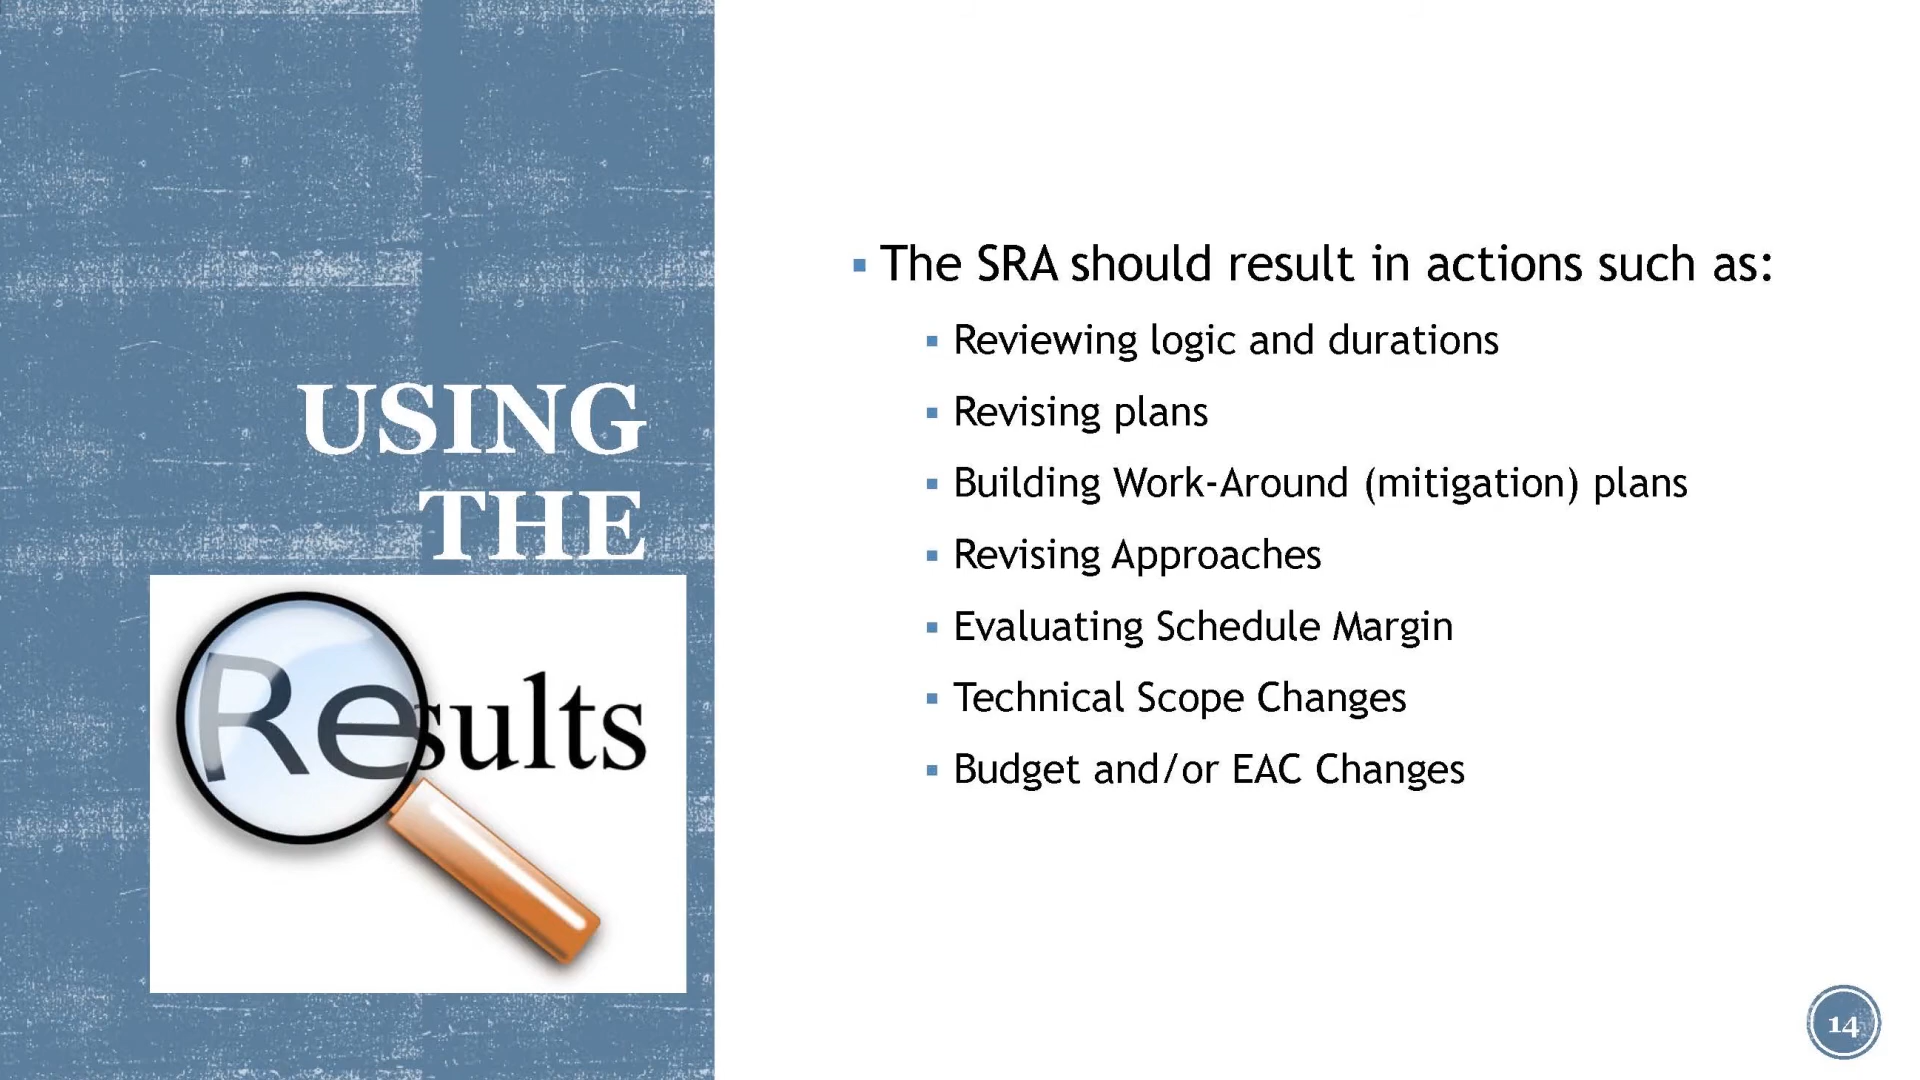 USING
THE
Results
▪ The SRA should result in actions such as:
▪ Reviewing logic and durations
▪ Revising plans
▪ Building Work-Around (mitigation) plans
▪ Revising Approaches
▪ Evaluating Schedule Margin
▪ Technical Scope Changes
▪ Budget and/or EAC Changes
14